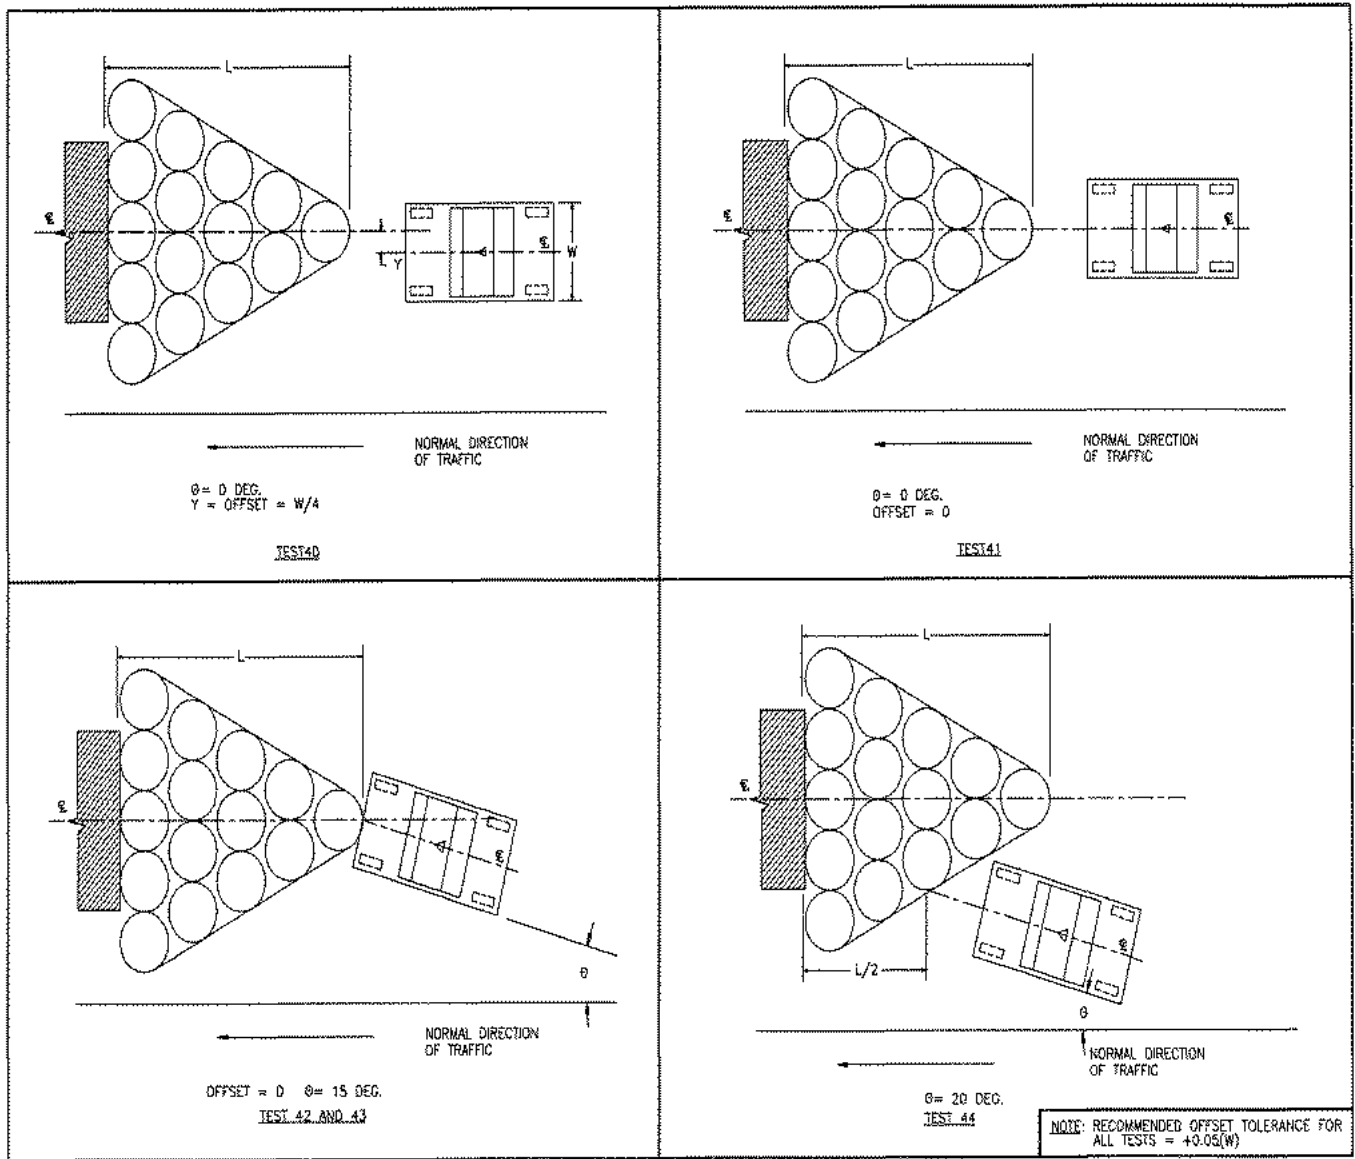 L
℄
Y
℄
W
NORMAL DIRECTION
OF TRAFFIC
θ= 0 DEG.
Y = OFFSET = W/4
TEST40
L
℄
℄
NORMAL DIRECTION
OF TRAFFIC
θ= 0 DEG.
OFFSET = 0
TEST41
L
℄
℄
θ
NORMAL DIRECTION
OF TRAFFIC
OFFSET = 0 θ= 15 DEG.
TEST 42 AND 43
L
℄
℄
L/2
θ
NORMAL DIRECTION
OF TRAFFIC
θ= 20 DEG.
TEST 44
NOTE: RECOMMENDED OFFSET TOLERANCE FOR
ALL TESTS = +0.05(W)